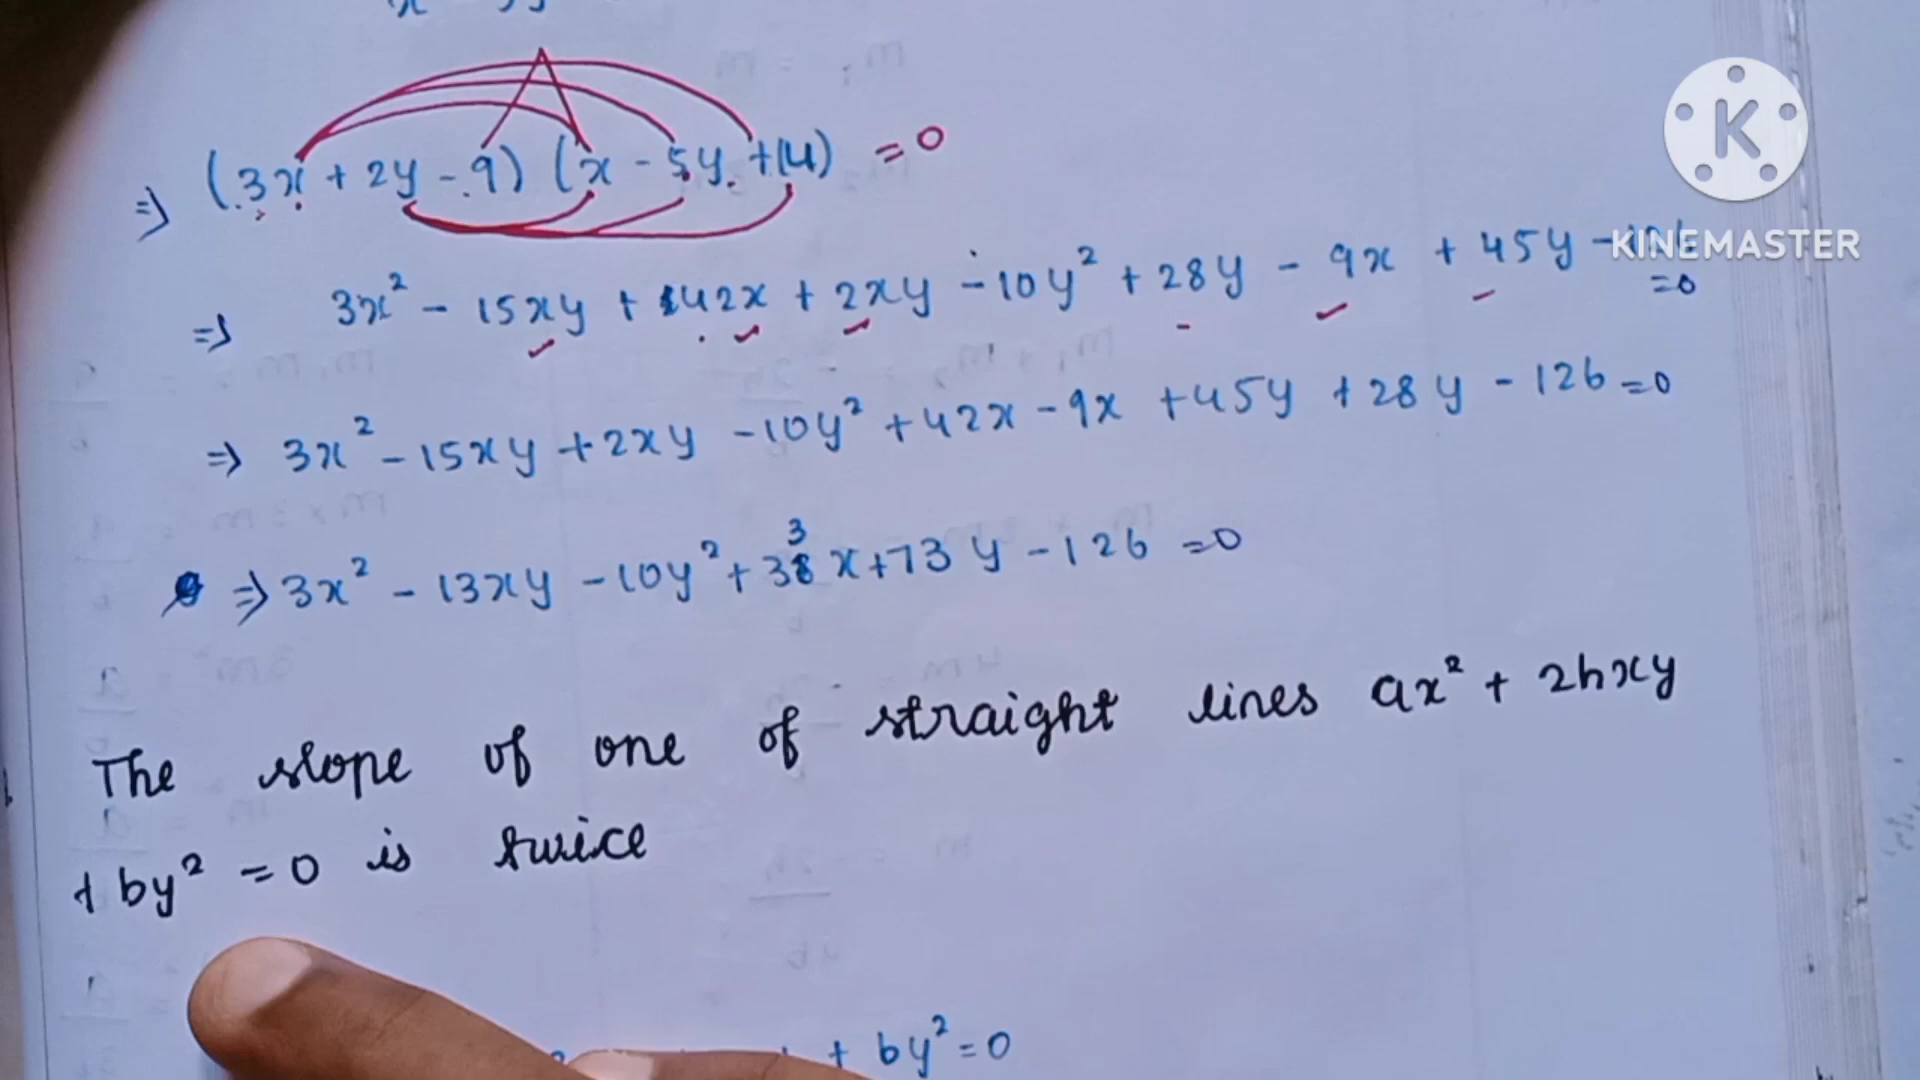 ⇒ (3x + 2y - 9) (x - 5y + 14) = 0
K
KINEMASTER
⇒ 3x² - 15xy + 42x + 2xy - 10y² + 28y - 9x + 45y - 126
= 0
⇒ 3x² - 15xy + 2xy - 10y² + 42x - 9x + 45y + 28y - 126 = 0
⇒ 3x² - 13xy - 10y² + 33x + 73y - 126 = 0
The slope of one of straight lines ax² + 2hxy
+ by² = 0 is twice
+ by² = 0